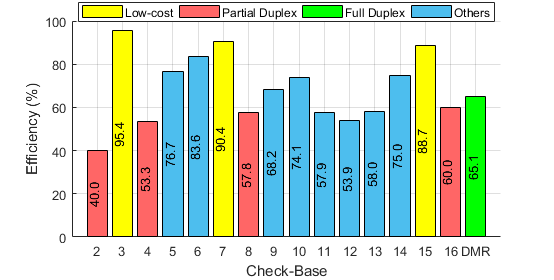 Low-cost Partial Duplex Full Duplex Others
100
80
60
40
20
0
Efficiency (%)
40.0 95.4 53.3 76.7 83.6 90.4 57.8 68.2 74.1 57.9 53.9 58.0 75.0 88.7 60.0 65.1
2 3 4 5 6 7 8 9 10 11 12 13 14 15 16 DMR
Check-Base